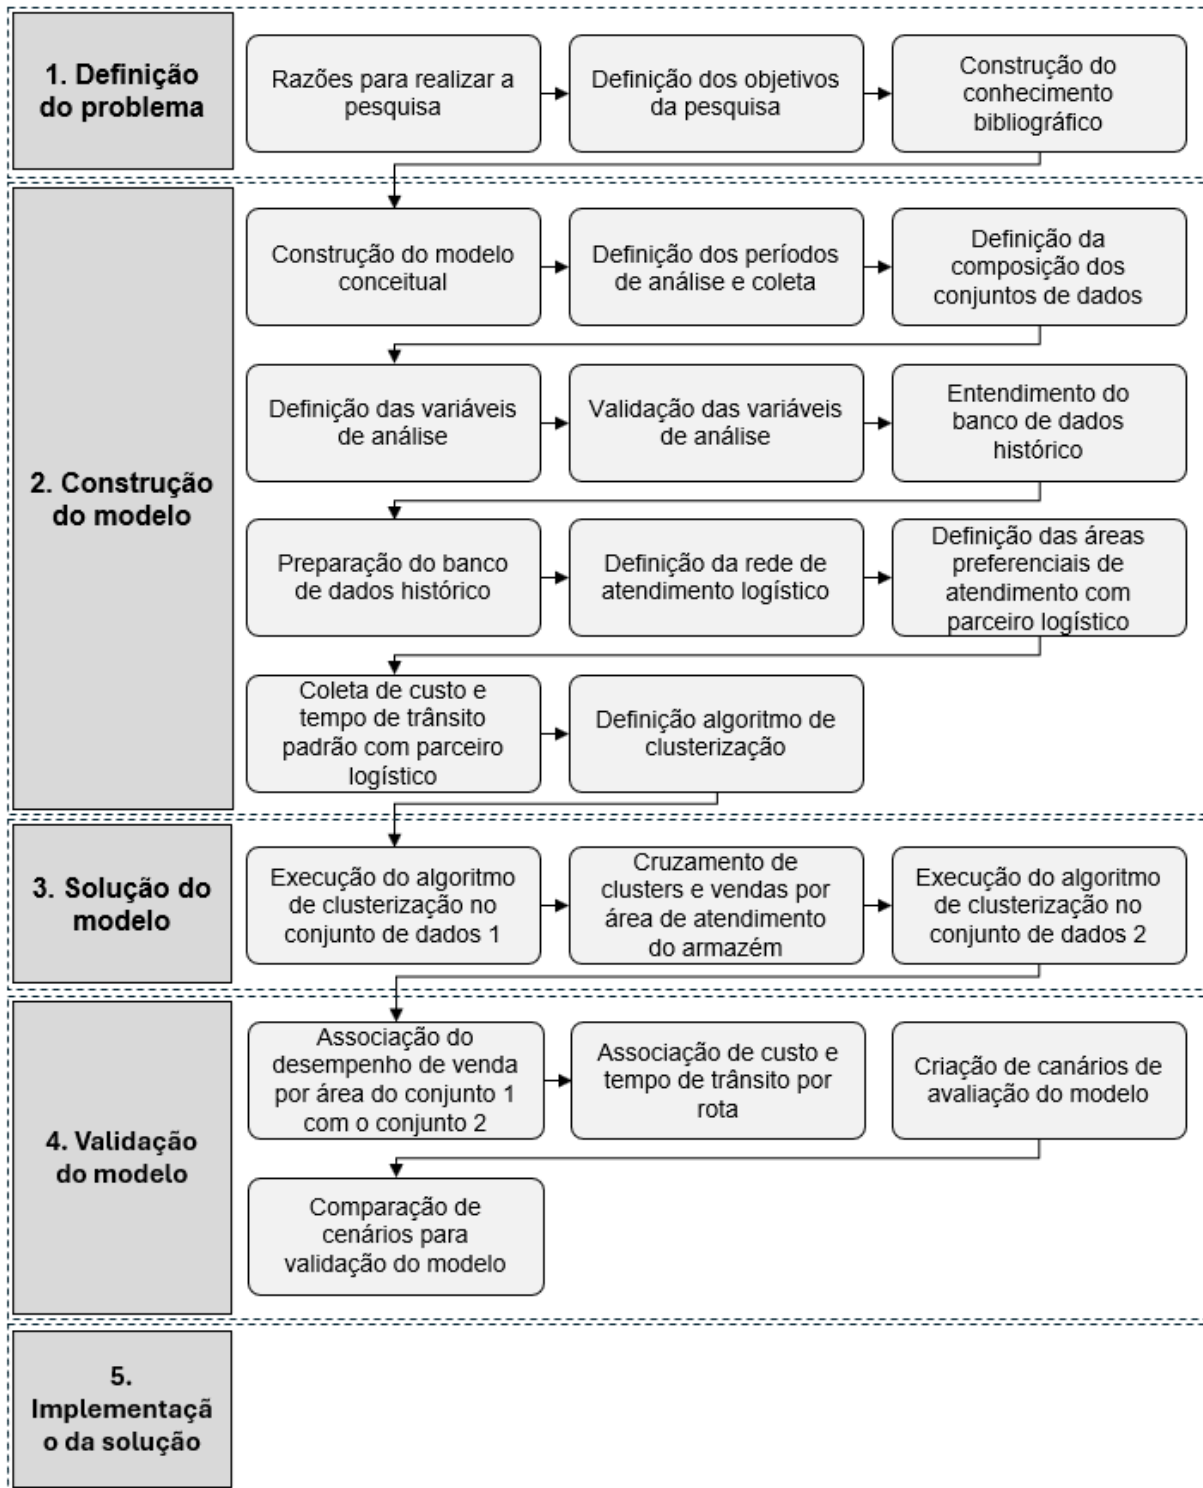 1. Definição
do problema
Razões para realizar a
pesquisa
Definição dos objetivos
da pesquisa
Construção do
conhecimento
bibliográfico
2. Construção
do modelo
Construção do modelo
conceitual
Definição dos períodos
de análise e coleta
Definição da
composição dos
conjuntos de dados
Definição das variáveis
de análise
Validação das variáveis
de análise
Entendimento do
banco de dados
histórico
Preparação do banco
de dados histórico
Definição da rede de
atendimento logístico
Definição das áreas
preferenciais de
atendimento com
parceiro logístico
Coleta de custo e
tempo de trânsito
padrão com parceiro
logístico
Definição algoritmo de
clusterização
3. Solução do
modelo
Execução do algoritmo
de clusterização no
conjunto de dados 1
Cruzamento de
clusters e vendas por
área de atendimento
do armazém
Execução do algoritmo
de clusterização no
conjunto de dados 2
4. Validação
do modelo
Associação do
desempenho de venda
por área do conjunto 1
com o conjunto 2
Associação de custo e
tempo de trânsito por
rota
Criação de canários de
avaliação do modelo
Comparação de
cenários para
validação do modelo
5.
Implementaçã
o da solução